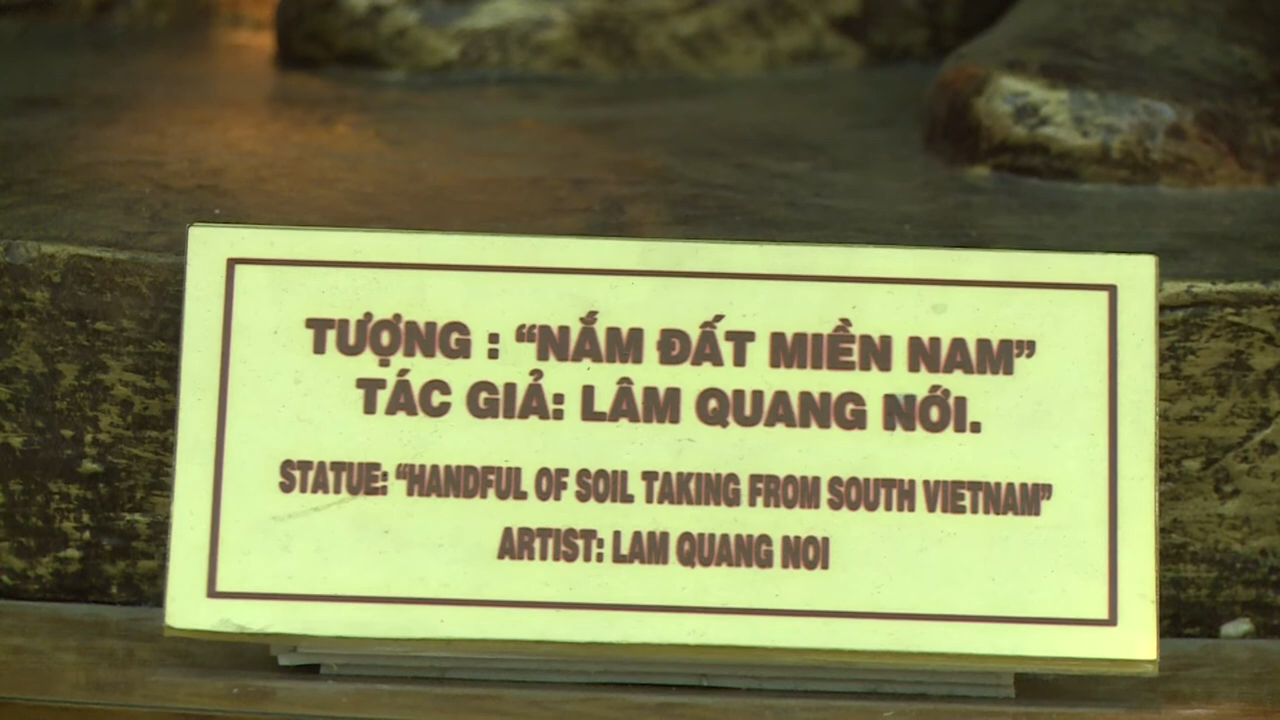 TƯỢNG : “NẮM ĐẤT MIỀN NAM”
TÁC GIẢ: LÂM QUANG NỚI.
STATUE: “HANDFUL OF SOIL TAKING FROM SOUTH VIETNAM”
ARTIST: LAM QUANG NOI